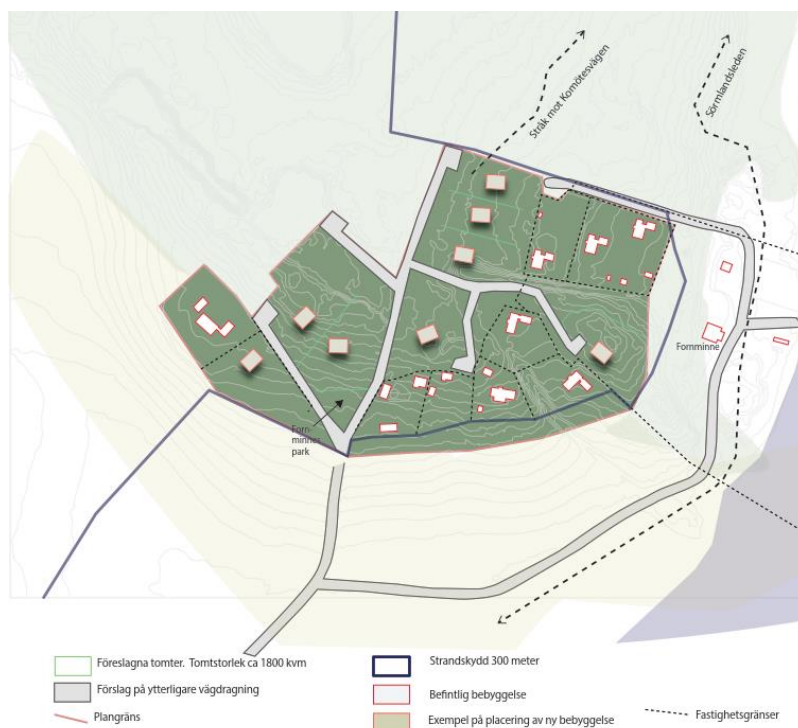 Stråk mot Komötesvägen
Sörmlandsleden
Fornminne
Forn-
minnes
park
Föreslagna tomter. Tomtstorlek ca 1800 kvm
Förslag på ytterligare vägdragning
Plangräns
Strandskydd 300 meter
Befintlig bebyggelse
Exempel på placering av ny bebyggelse
Fastighetsgränser